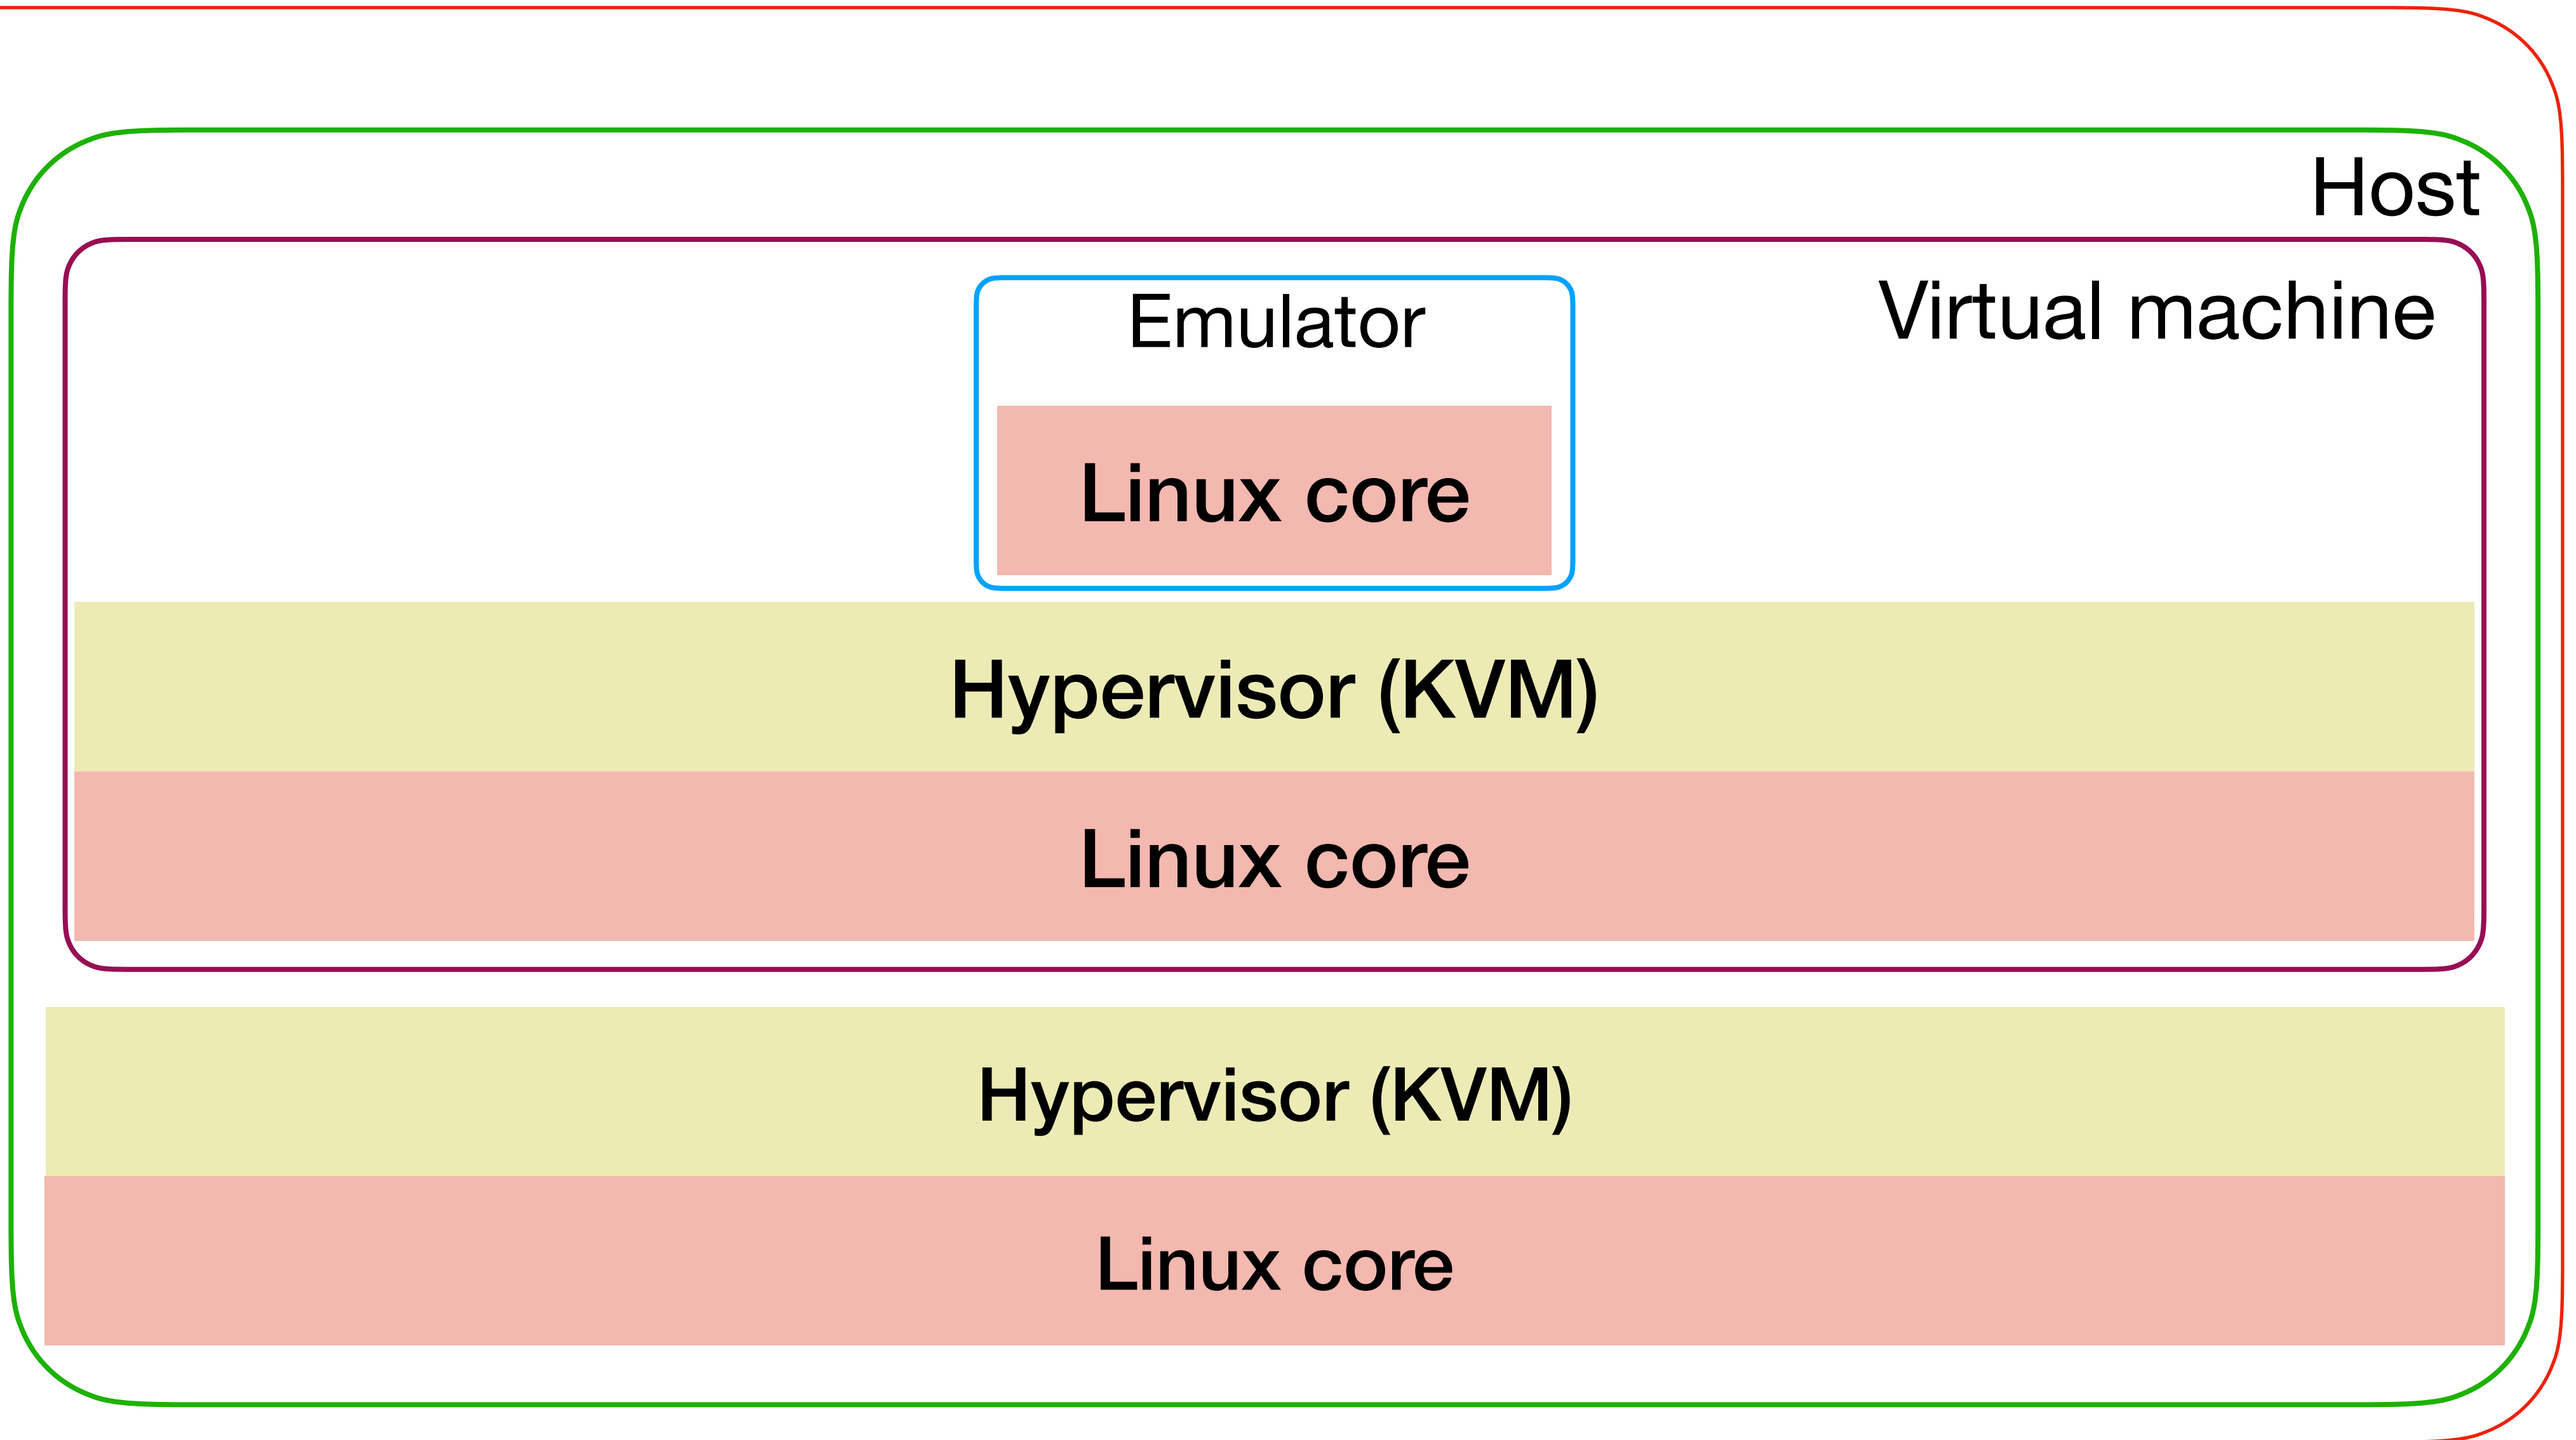 Host
Virtual machine
Emulator
Linux core
Hypervisor (KVM)
Linux core
Hypervisor (KVM)
Linux core